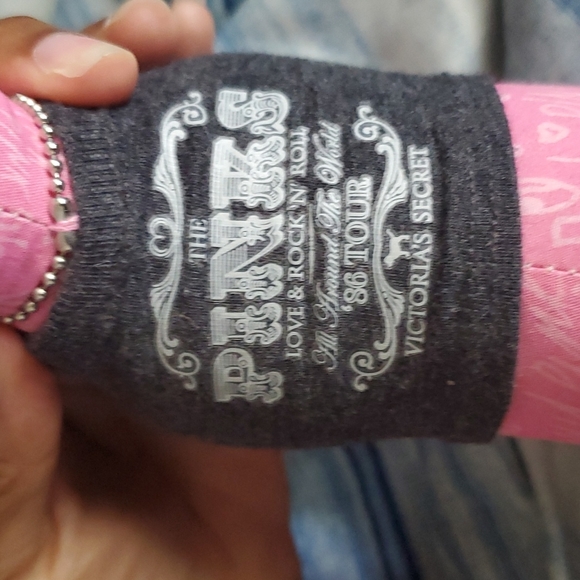 THE
PINKS
LOVE & ROCK N' ROLL
All Around The World
'86 TOUR
VICTORIA'S SECRET